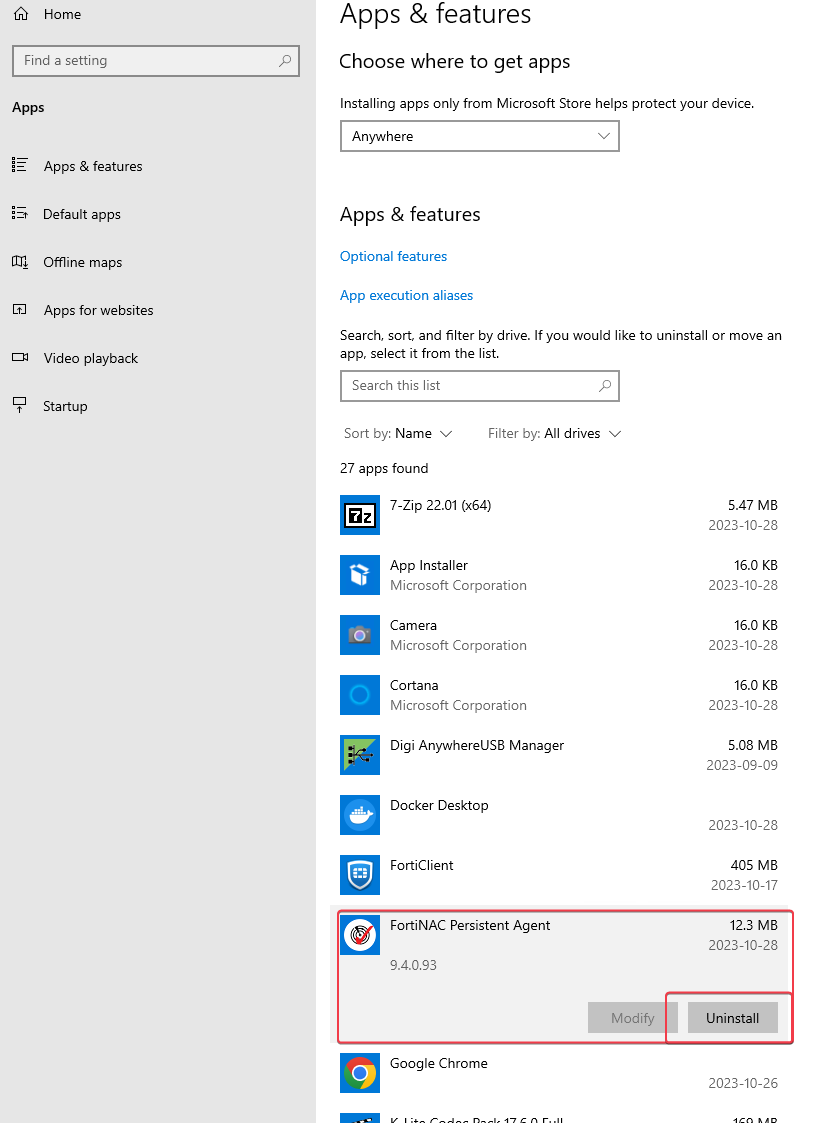 Home
Find a setting
Apps
Apps & features
Default apps
Offline maps
Apps for websites
Video playback
Startup
Apps & features
Choose where to get apps
Installing apps only from Microsoft Store helps protect your device.
Anywhere
Apps & features
Optional features
App execution aliases
Search, sort, and filter by drive. If you would like to uninstall or move an
app, select it from the list.
Search this list
Sort by: Name Filter by: All drives
27 apps found
7z
7-Zip 22.01 (x64) 5.47 MB
2023-10-28
App Installer 16.0 KB
Microsoft Corporation 2023-10-28
Camera 16.0 KB
Microsoft Corporation 2023-10-28
Cortana 16.0 KB
Microsoft Corporation 2023-10-28
Digi AnywhereUSB Manager 5.08 MB
2023-09-09
Docker Desktop
2023-10-28
FortiClient 405 MB
2023-10-17
FortiNAC Persistent Agent 12.3 MB
2023-10-28
9.4.0.93
Modify Uninstall
Google Chrome
2023-10-26
K-Lite Codec Pack 17.6.0 Full 169 MB